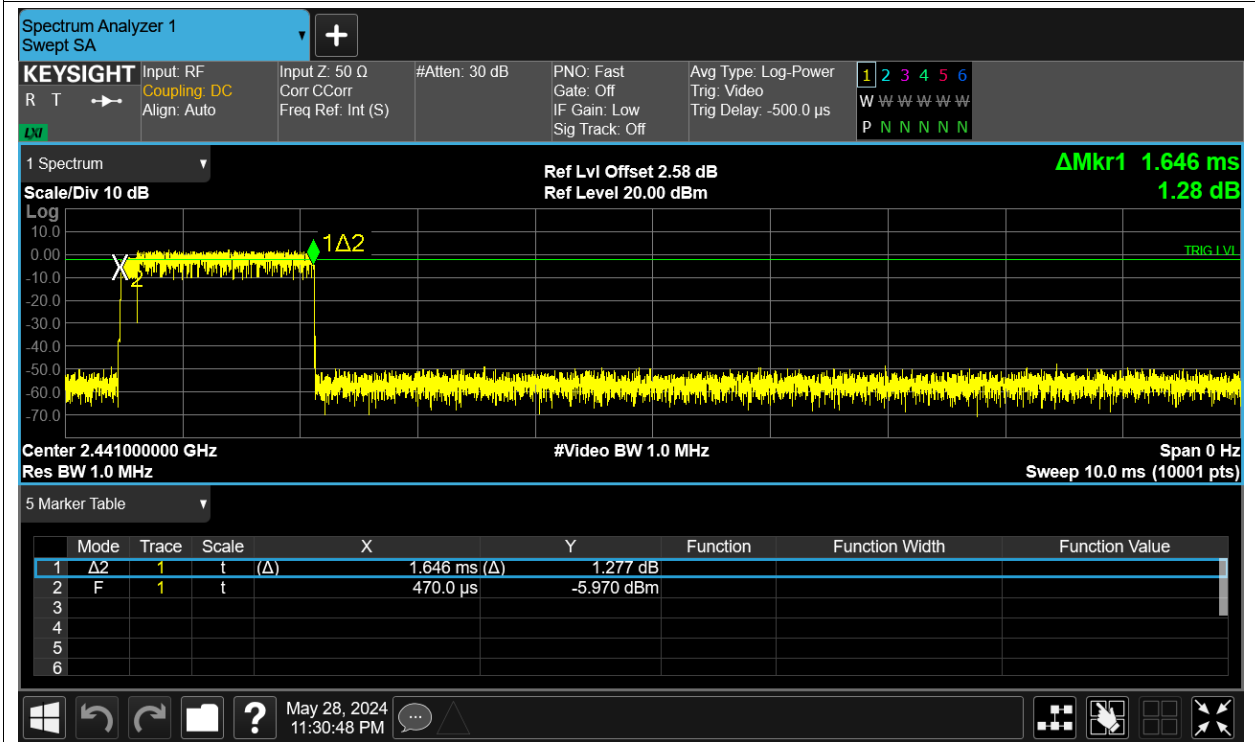 Spectrum Analyzer 1
Swept SA
+
KEYSIGHT Input: RF Input Z: 50 Ω #Atten: 30 dB PNO: Fast Avg Type: Log-Power 1 2 3 4 5 6
R T Coupling: DC Corr CCorr Gate: Off Trig: Video W W W W W W
Align: Auto Freq Ref: Int (S) IF Gain: Low Trig Delay: -500.0 µs
LXI Sig Track: Off P N N N N N
1 Spectrum Ref Lvl Offset 2.58 dB ΔMkr1 1.646 ms
Scale/Div 10 dB Ref Level 20.00 dBm 1.28 dB
Log
10.0
1Δ2
0.00 TRIG LVL
-10.0 X 2
-20.0
-30.0
-40.0
-50.0
-60.0
-70.0
Center 2.441000000 GHz #Video BW 1.0 MHz Span 0 Hz
Res BW 1.0 MHz Sweep 10.0 ms (10001 pts)
5 Marker Table
Mode Trace Scale X Y Function Function Width Function Value
1 Δ2 1 t (Δ) 1.646 ms (Δ) 1.277 dB
2 F 1 t 470.0 µs -5.970 dBm
3
4
5
6
? May 28, 2024
11:30:48 PM